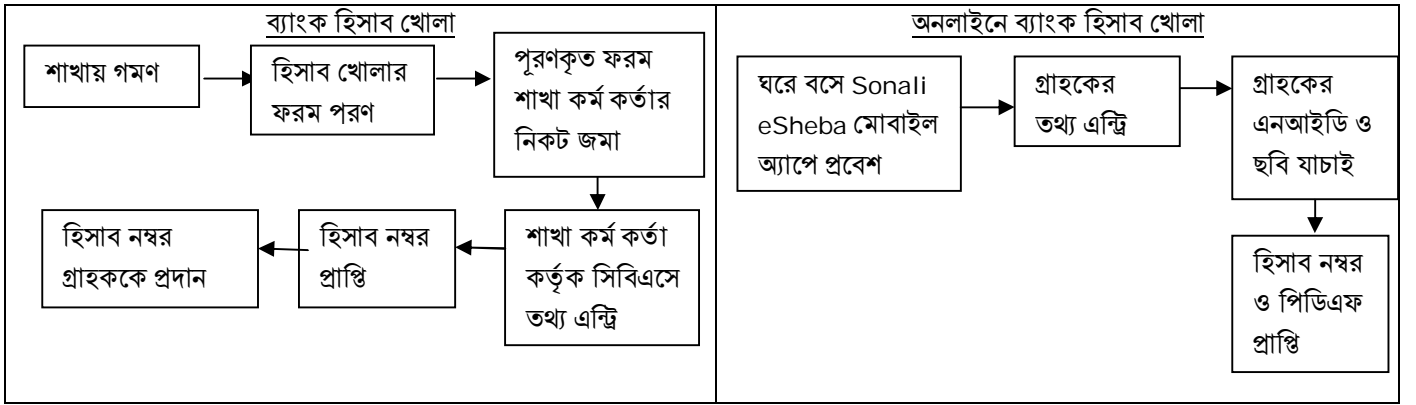 ব্যাংক হিসাব খোলা
শাখায় গমণ
হিসাব খোলার
ফরম পরণ
পূরণকৃত ফরম
শাখা কর্ম কর্তার
নিকট জমা
শাখা কর্ম কর্তা
কর্তৃক সিবিএসে
তথ্য এন্ট্রি
হিসাব নম্বর
প্রাপ্তি
হিসাব নম্বর
গ্রাহককে প্রদান
অনলাইনে ব্যাংক হিসাব খোলা
ঘরে বসে Sonali
eSheba মোবাইল
অ্যাপে প্রবেশ
গ্রাহকের
তথ্য এন্ট্রি
গ্রাহকের
এনআইডি ও
ছবি যাচাই
হিসাব নম্বর
ও পিডিএফ
প্রাপ্তি